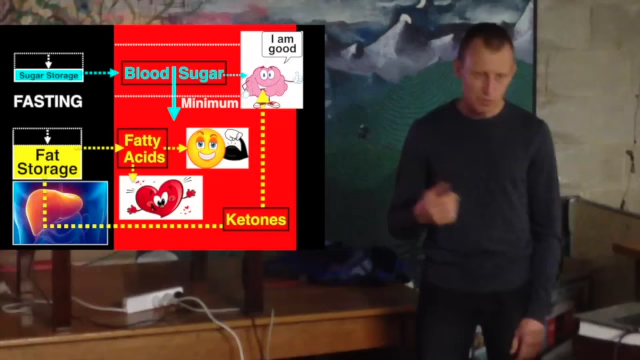 I am
good
Sugar Storage
Blood Sugar
FASTING
Minimum
Fat
Storage
Fatty
Acids
Ketones